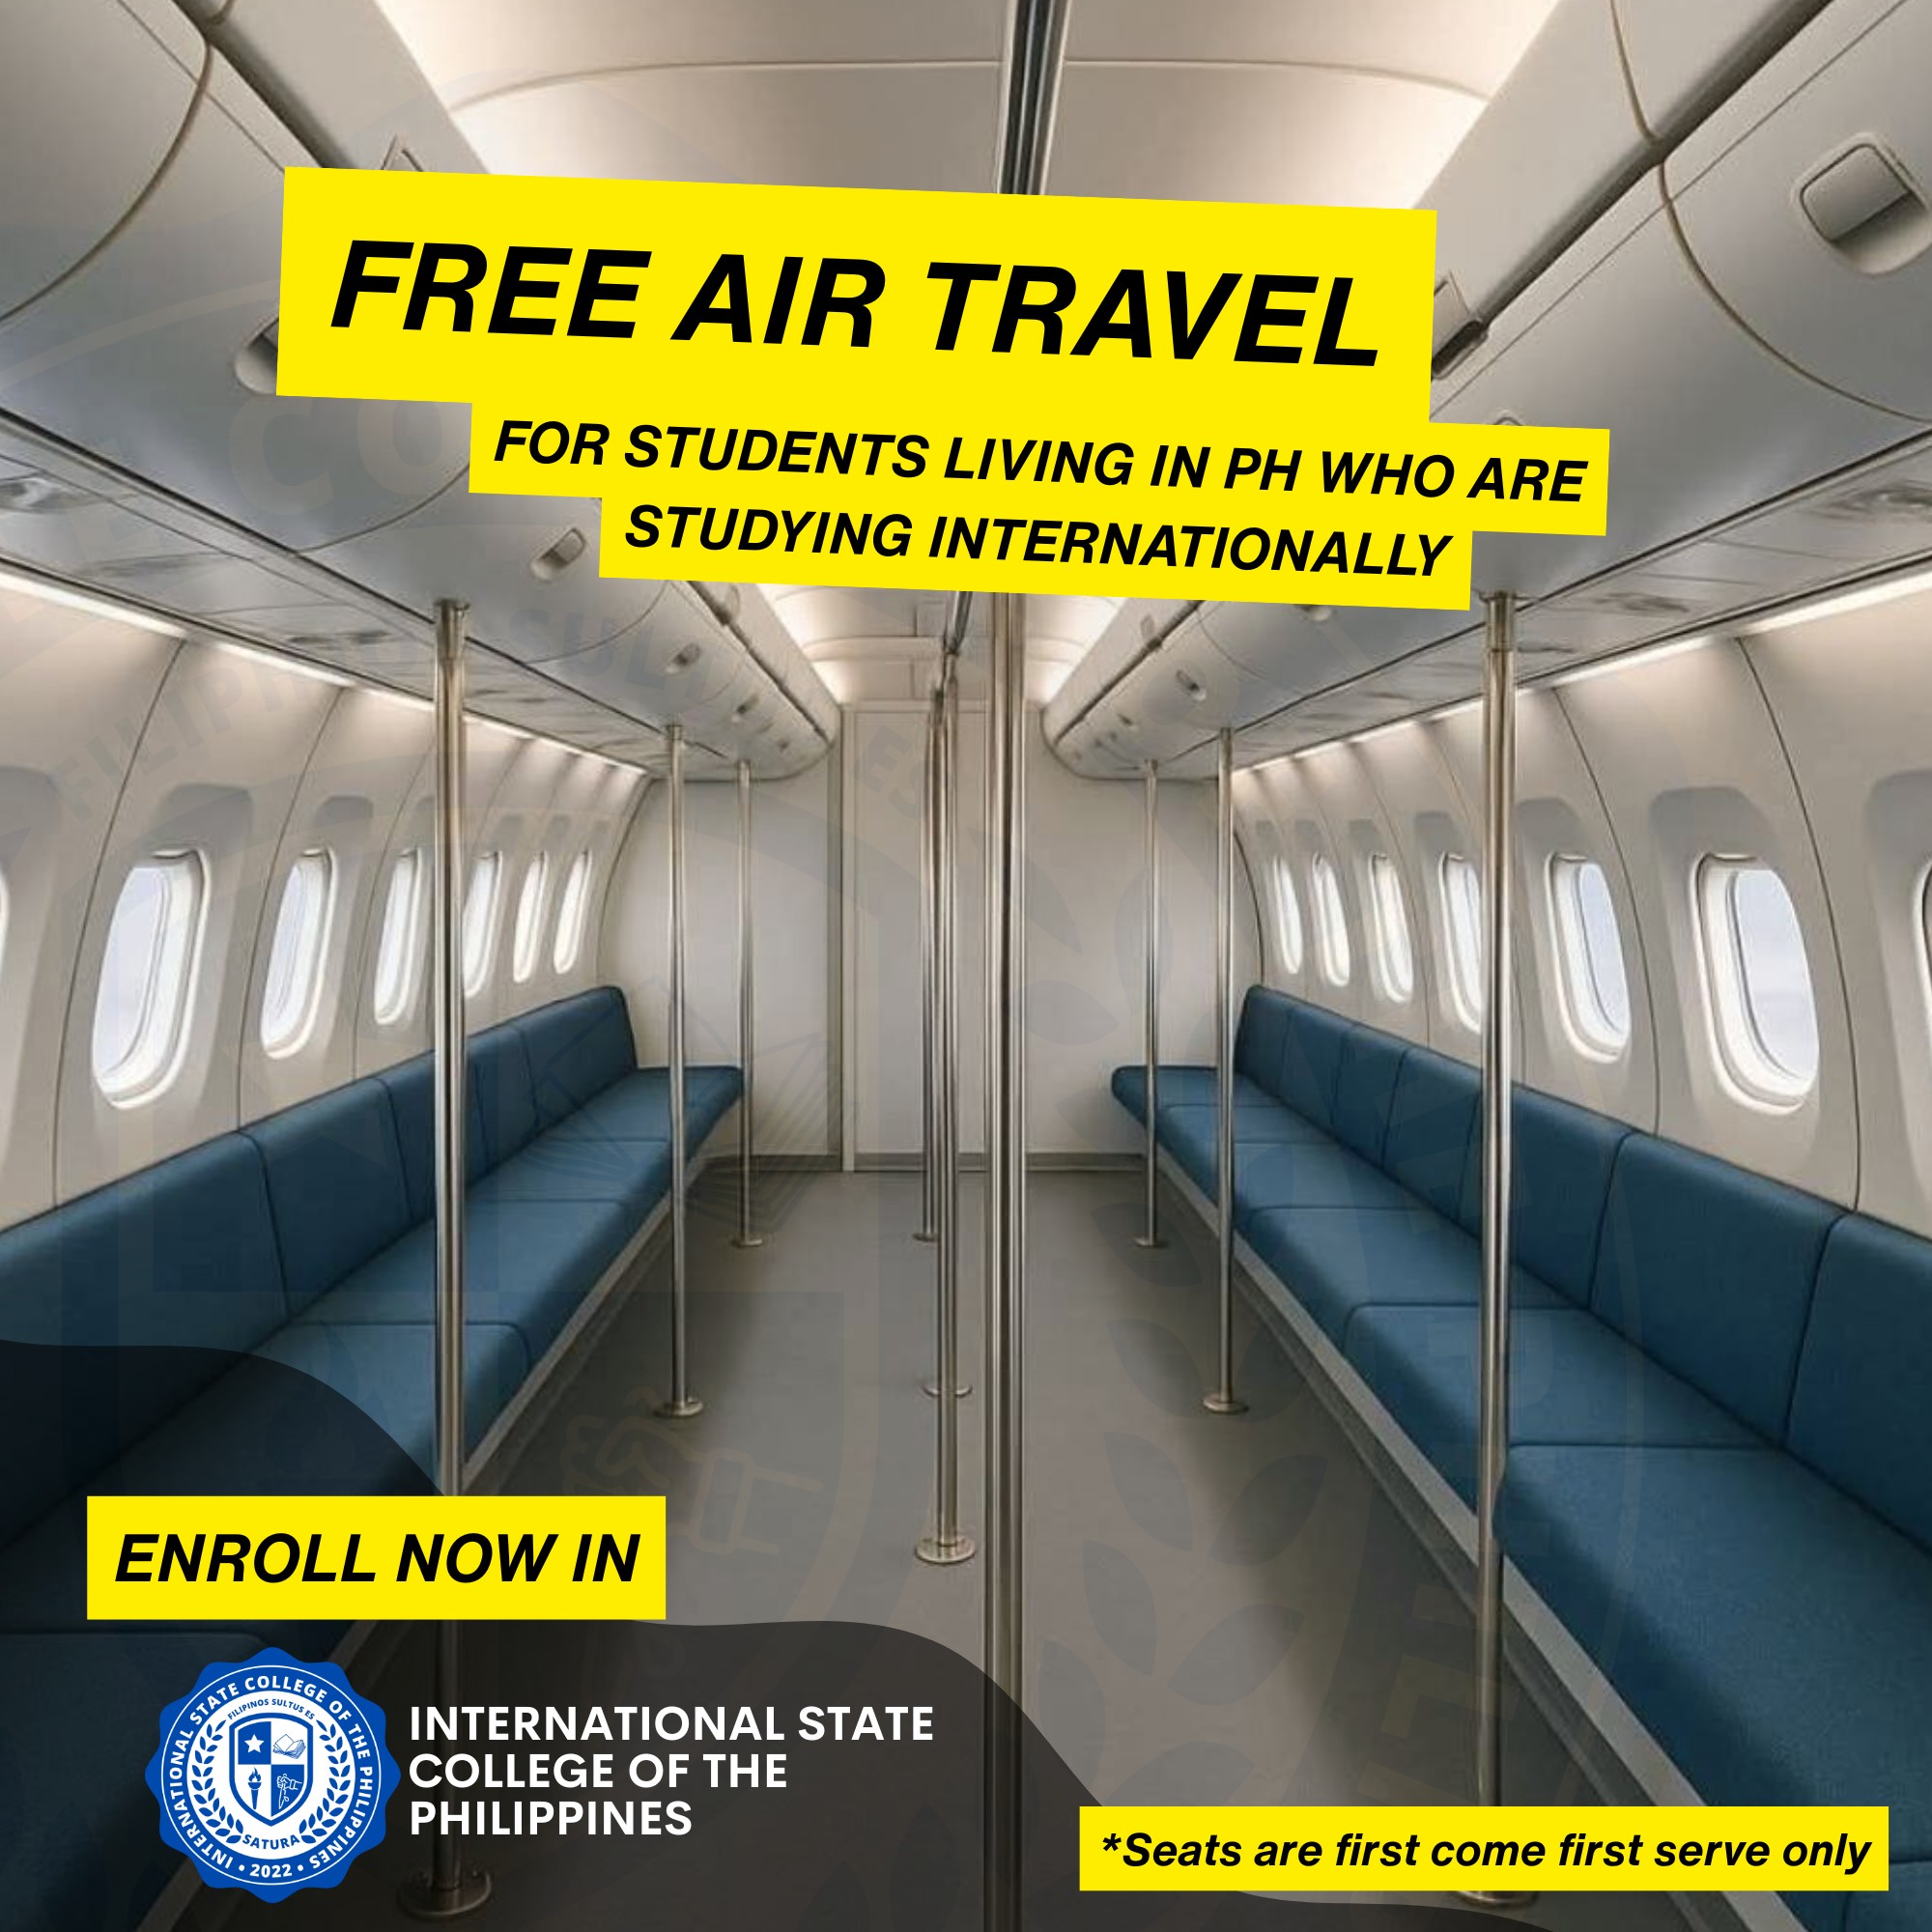 FREE AIR TRAVEL
FOR STUDENTS LIVING IN PH WHO ARE
STUDYING INTERNATIONALLY
ENROLL NOW IN
INTERNATIONAL STATE COLLEGE OF THE PHILIPPINES
FILIPINOS SULTUS ES
SATURA
• 2022 •
INTERNATIONAL STATE
COLLEGE OF THE
PHILIPPINES
*Seats are first come first serve only